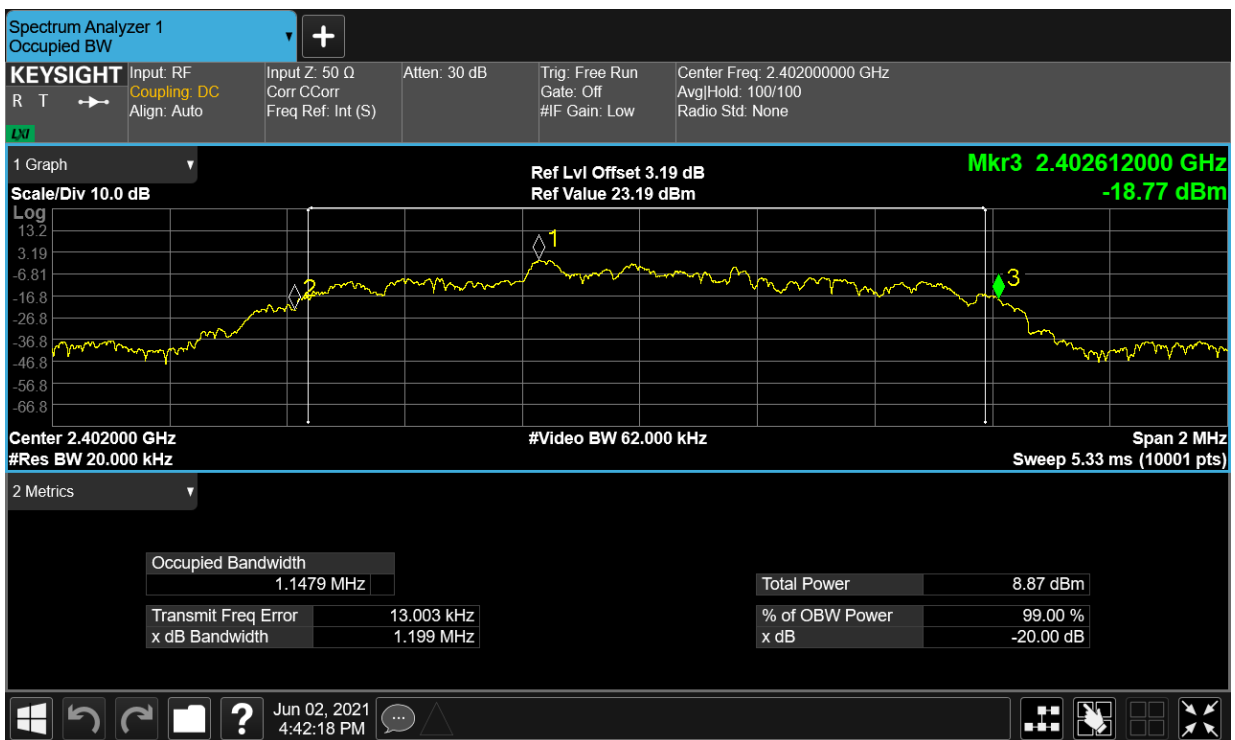 Spectrum Analyzer 1
Occupied BW
KEYSIGHT
R T
LXI
Input: RF
Coupling: DC
Align: Auto
Input Z: 50 Ω
Corr CCorr
Freq Ref: Int (S)
Atten: 30 dB
Trig: Free Run
Gate: Off
#IF Gain: Low
Center Freq: 2.402000000 GHz
Avg|Hold: 100/100
Radio Std: None
1 Graph
Scale/Div 10.0 dB
Ref Lvl Offset 3.19 dB
Ref Value 23.19 dBm
Mkr3 2.402612000 GHz
-18.77 dBm
Log
13.2
3.19
-6.81
-16.8
-26.8
-36.8
-46.8
-56.8
-66.8
1
2
3
Center 2.402000 GHz
#Res BW 20.000 kHz
#Video BW 62.000 kHz
Span 2 MHz
Sweep 5.33 ms (10001 pts)
2 Metrics
Occupied Bandwidth
1.1479 MHz
Transmit Freq Error 13.003 kHz
x dB Bandwidth 1.199 MHz
Total Power 8.87 dBm
% of OBW Power 99.00 %
x dB -20.00 dB
?
Jun 02, 2021
4:42:18 PM